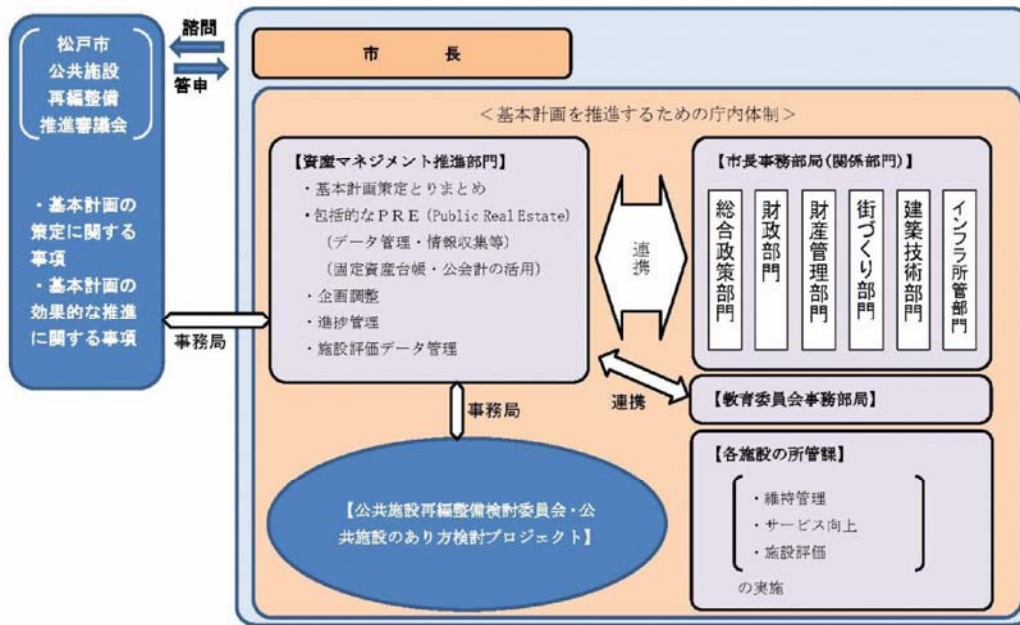 松戸市
公共施設
再編整備
推進審議会
・基本計画の
策定に関する
事項
・基本計画の
効果的な推進
に関する事項
諮問
答申
市 長
＜基本計画を推進するための庁内体制＞
【資産マネジメント推進部門】
・基本計画策定とりまとめ
・包括的なＰＲＥ（Public Real Estate）
（データ管理・情報収集等）
（固定資産台帳・公会計の活用）
・企画調整
・進捗管理
・施設評価データ管理
事務局
連携
【市長事務部局(関係部門)】
総合政策部門
財政部門
財産管理部門
街づくり部門
建築技術部門
インフラ所管部門
連携
【教育委員会事務部局】
事務局
【公共施設再編整備検討委員会・公
共施設のあり方検討プロジェクト】
【各施設の所管課】
・維持管理
・サービス向上
・施設評価
の実施